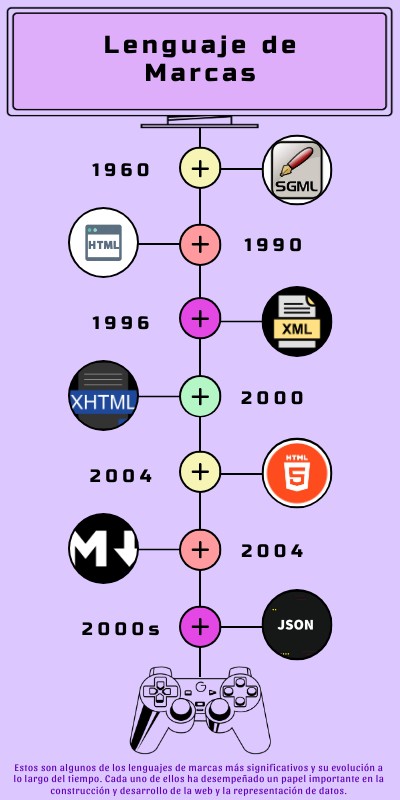 Lenguaje de
Marcas
1960
SGML
HTML
1990
1996
XML
XHTML
2000
2004
HTML
5
M
2004
2000s
JSON
G
Estos son algunos de los lenguajes de marcas más significativos y su evolución a
lo largo del tiempo. Cada uno de ellos ha desempeñado un papel importante en la
construcción y desarrollo de la web y la representación de datos.